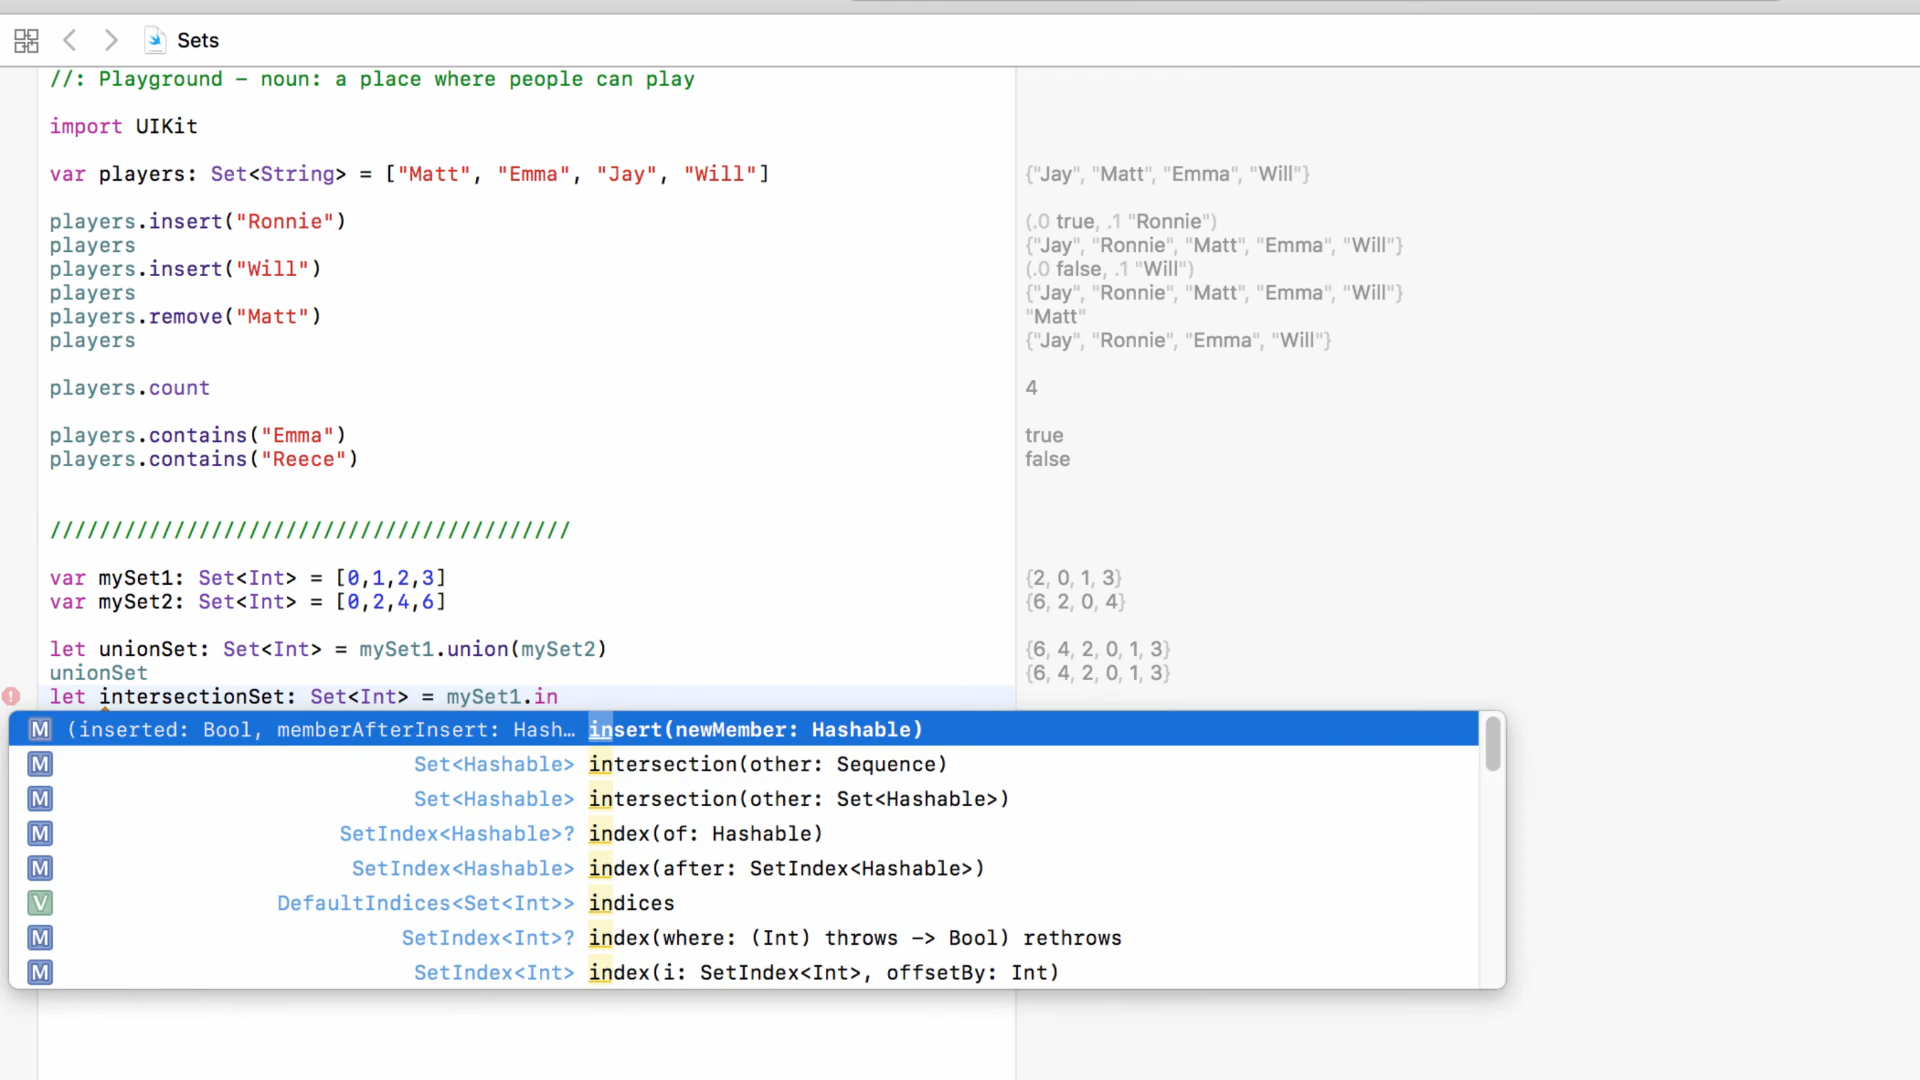 Sets
//: Playground – noun: a place where people can play
import UIKit
var players: Set<String> = ["Matt", "Emma", "Jay", "Will"]
{"Jay", "Matt", "Emma", "Will"}
players.insert("Ronnie")
(.0 true, .1 "Ronnie")
players
{"Jay", "Ronnie", "Matt", "Emma", "Will"}
players.insert("Will")
(.0 false, .1 "Will")
players
{"Jay", "Ronnie", "Matt", "Emma", "Will"}
players.remove("Matt")
"Matt"
players
{"Jay", "Ronnie", "Emma", "Will"}
players.count
4
players.contains("Emma")
true
players.contains("Reece")
false
//////////////////////////////////////////
var mySet1: Set<Int> = [0,1,2,3]
{2, 0, 1, 3}
var mySet2: Set<Int> = [0,2,4,6]
{6, 2, 0, 4}
let unionSet: Set<Int> = mySet1.union(mySet2)
{6, 4, 2, 0, 1, 3}
unionSet
{6, 4, 2, 0, 1, 3}
let intersectionSet: Set<Int> = mySet1.in
M (inserted: Bool, memberAfterInsert: Hash… insert(newMember: Hashable)
M Set<Hashable> intersection(other: Sequence)
M Set<Hashable> intersection(other: Set<Hashable>)
M SetIndex<Hashable>? index(of: Hashable)
M SetIndex<Hashable> index(after: SetIndex<Hashable>)
V DefaultIndices<Set<Int>> indices
M SetIndex<Int>? index(where: (Int) throws -> Bool) rethrows
M SetIndex<Int> index(i: SetIndex<Int>, offsetBy: Int)